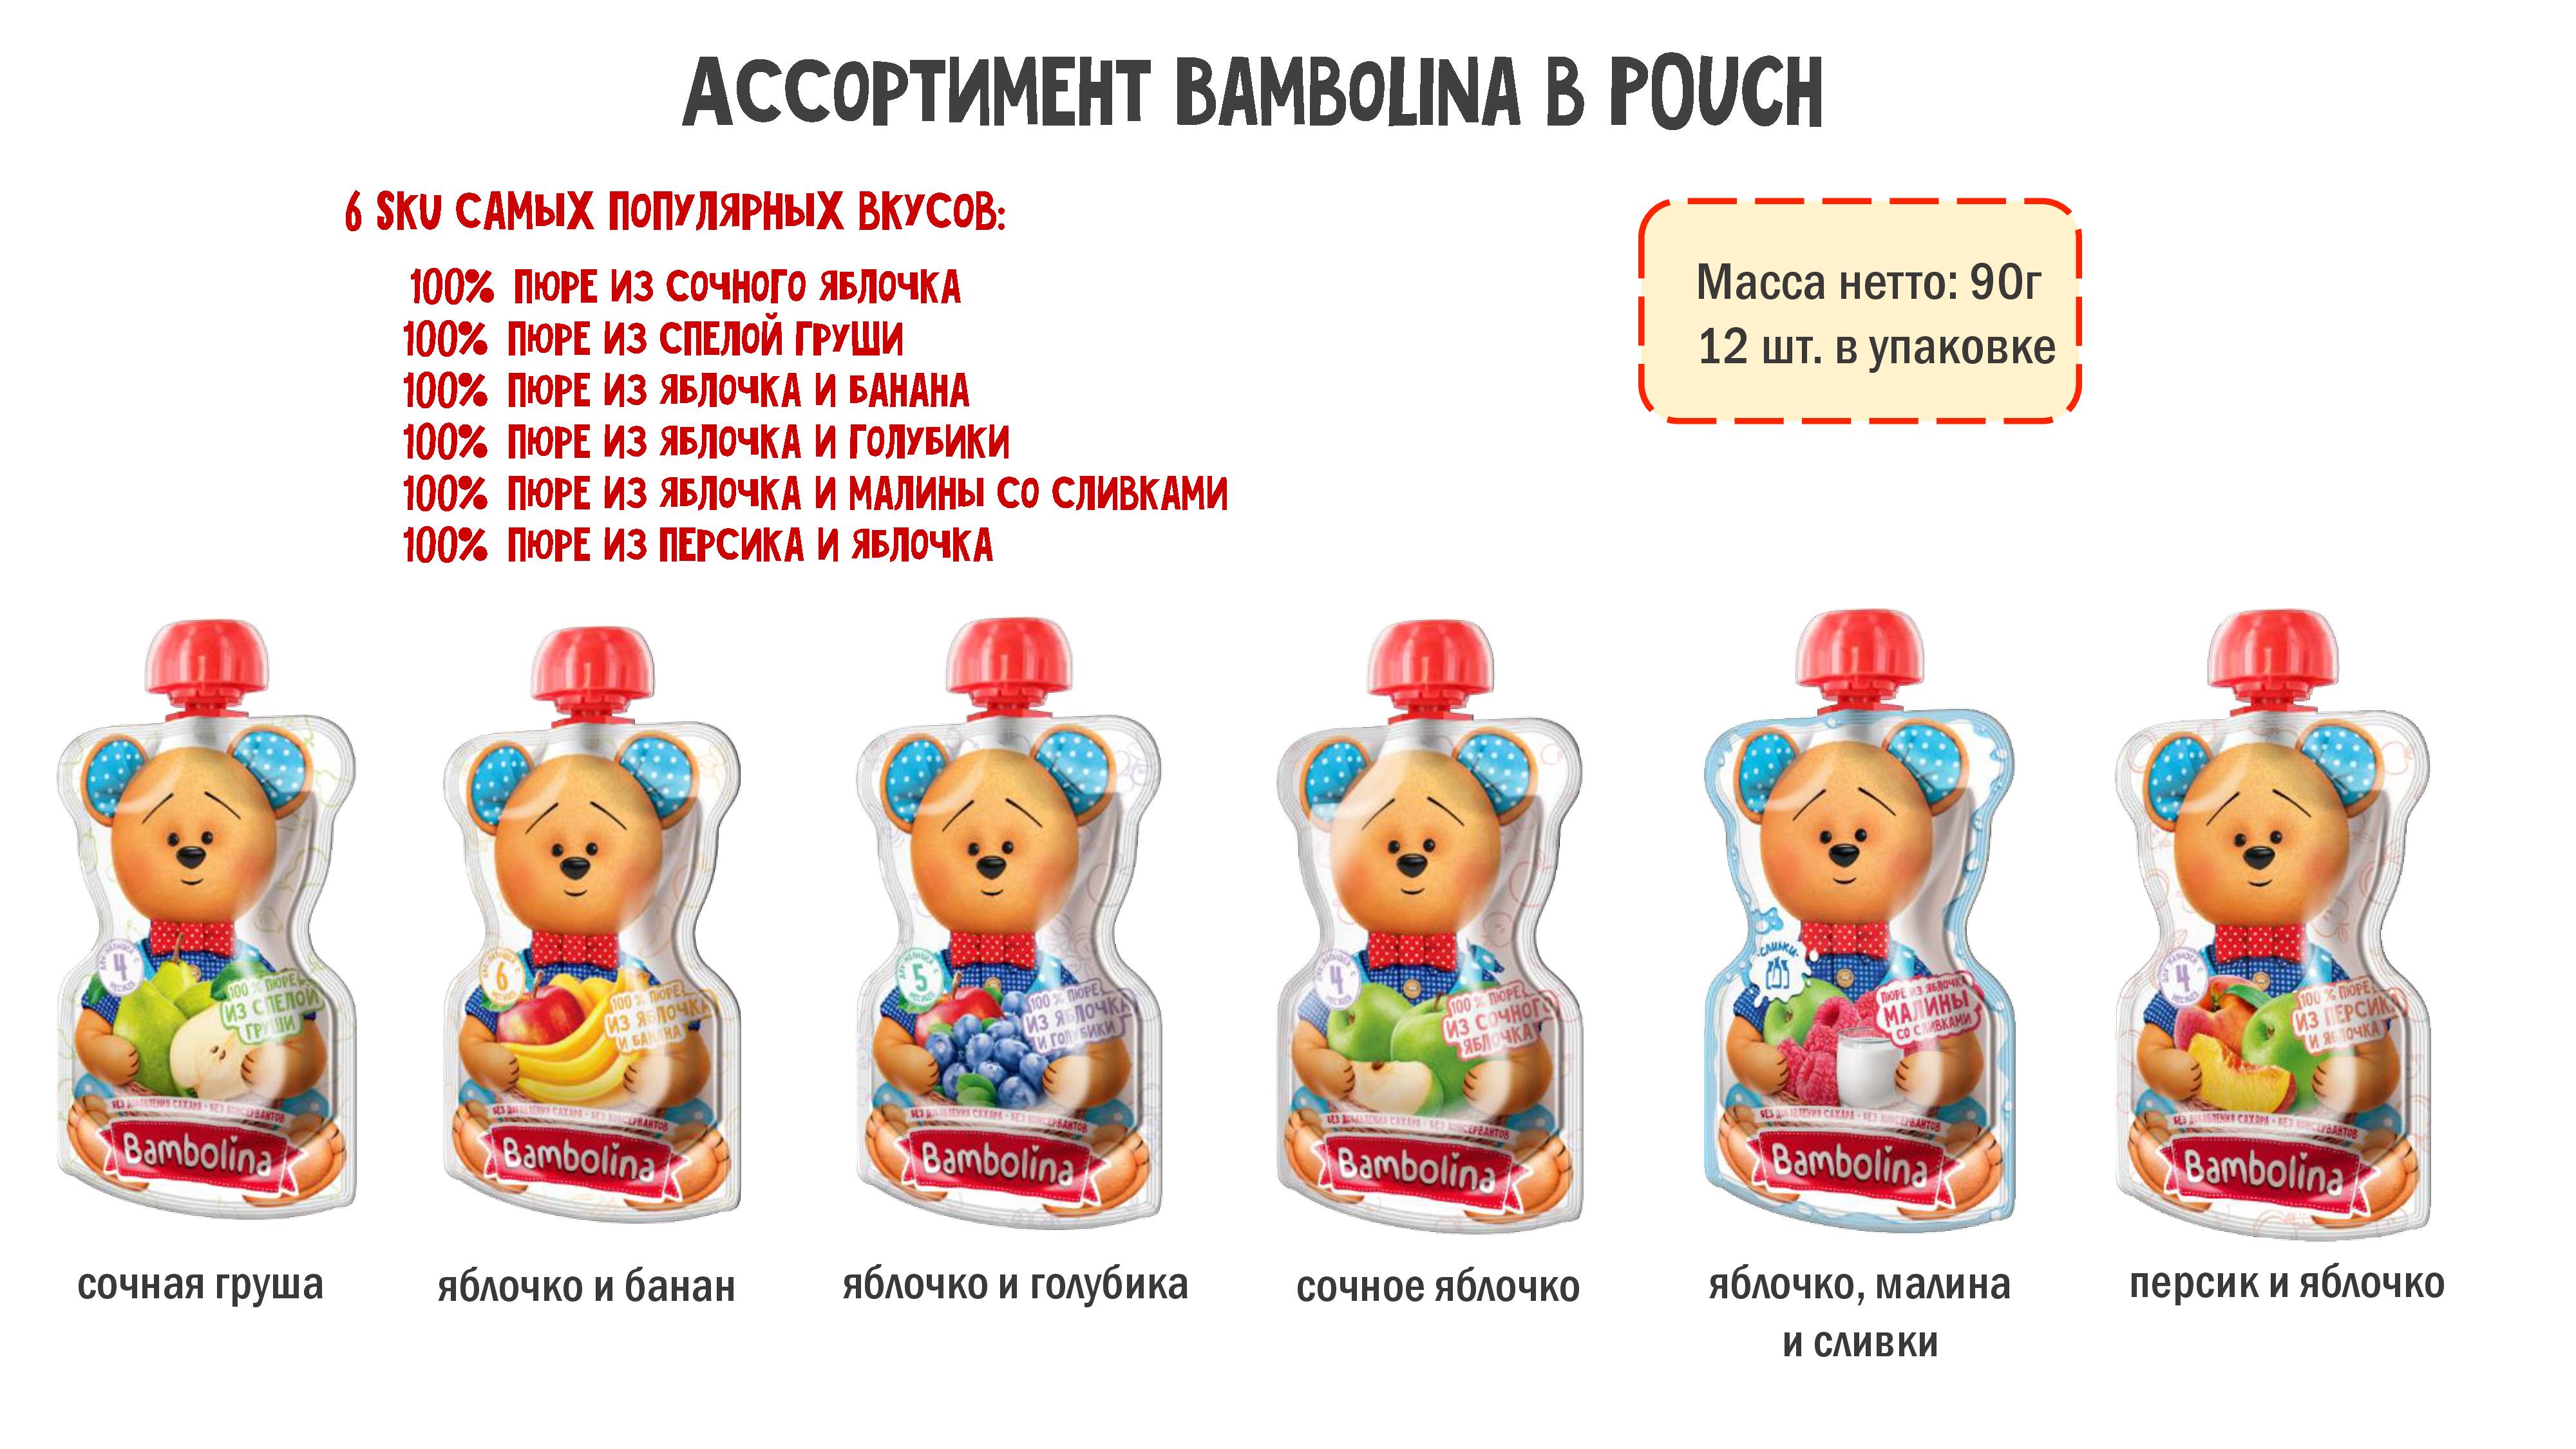 АССОРТИМЕНТ BAMBOLINA В POUCH
6 SKU САМЫХ ПОПУЛЯРНЫХ ВКУСОВ:
100% ПЮРЕ ИЗ СОЧНОГО ЯБЛОЧКА
100% ПЮРЕ ИЗ СПЕЛОЙ ГРУШИ
100% ПЮРЕ ИЗ ЯБЛОЧКА И БАНАНА
100% ПЮРЕ ИЗ ЯБЛОЧКА И ГОЛУБИКИ
100% ПЮРЕ ИЗ ЯБЛОЧКА И МАЛИНЫ СО СЛИВКАМИ
100% ПЮРЕ ИЗ ПЕРСИКА И ЯБЛОЧКА
Масса нетто: 90г
12 шт. в упаковке
4
100 % ПЮРЕ
ИЗ СПЕЛОЙ
ГРУШИ
БЕЗ ДОБАВЛЕНИЯ САХАРА • БЕЗ КОНСЕРВАНТОВ
Bambolina
сочная груша
6
100 % ПЮРЕ
ИЗ ЯБЛОЧКА
И БАНАНА
БЕЗ ДОБАВЛЕНИЯ САХАРА • БЕЗ КОНСЕРВАНТОВ
Bambolina
яблочко и банан
5
100 % ПЮРЕ
ИЗ ЯБЛОЧКА
И ГОЛУБИКИ
БЕЗ ДОБАВЛЕНИЯ САХАРА • БЕЗ КОНСЕРВАНТОВ
Bambolina
яблочко и голубика
4
100 % ПЮРЕ
ИЗ СОЧНОГО
ЯБЛОЧКА
БЕЗ ДОБАВЛЕНИЯ САХАРА • БЕЗ КОНСЕРВАНТОВ
Bambolina
сочное яблочко
СЛИВКИ
ПЮРЕ ИЗ ЯБЛОЧКА
МАЛИНЫ
СО СЛИВКАМИ
БЕЗ ДОБАВЛЕНИЯ САХАРА • БЕЗ КОНСЕРВАНТОВ
Bambolina
яблочко, малина
и сливки
4
100 % ПЮРЕ
ИЗ ПЕРСИКА
И ЯБЛОЧКА
БЕЗ ДОБАВЛЕНИЯ САХАРА • БЕЗ КОНСЕРВАНТОВ
Bambolina
персик и яблочко